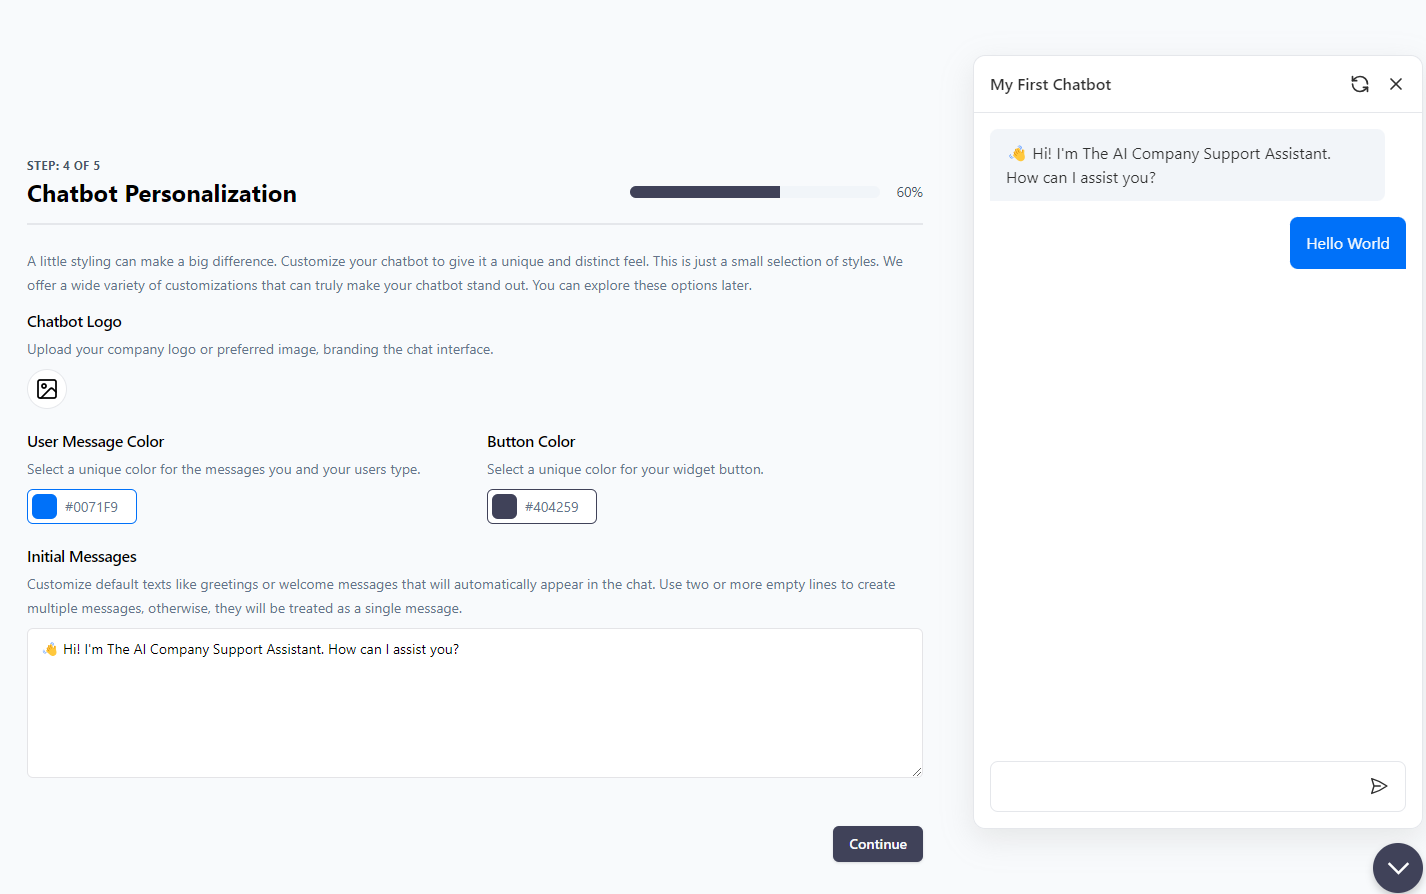 STEP: 4 OF 5
Chatbot Personalization
60%
A little styling can make a big difference. Customize your chatbot to give it a unique and distinct feel. This is just a small selection of styles. We
offer a wide variety of customizations that can truly make your chatbot stand out. You can explore these options later.
Chatbot Logo
Upload your company logo or preferred image, branding the chat interface.
User Message Color
Select a unique color for the messages you and your users type.
#0071F9
Button Color
Select a unique color for your widget button.
#404259
Initial Messages
Customize default texts like greetings or welcome messages that will automatically appear in the chat. Use two or more empty lines to create
multiple messages, otherwise, they will be treated as a single message.
👋 Hi! I'm The AI Company Support Assistant. How can I assist you?
Continue
My First Chatbot
👋 Hi! I'm The AI Company Support Assistant.
How can I assist you?
Hello World